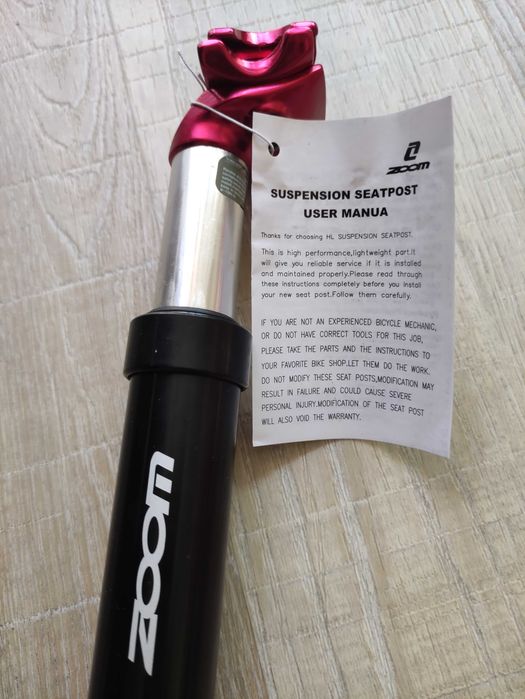 ZOOM
SUSPENSION SEATPOST
USER MANUA
Thanks for choosing HL SUSPENSION SEATPOST.
This is high performance,lightweight part.It
will give you reliable service if it is installed
and maintained properly.Please read through
these instructions completely before you Install
your new seat post.Follow them carefully.
IF YOU ARE NOT AN EXPERIENCED BICYCLE MECHANIC,
OR DO NOT HAVE CORRECT TOOLS FOR THIS JOB,
PLEASE TAKE THE PARTS AND THE INSTRUCTIONS TO
YOUR FAVORITE BIKE SHOP.LET THEM DO THE WORK.
DO NOT MODIFY THESE SEAT POSTS,MODIFICATION MAY
RESULT IN FAILURE AND COULD CAUSE SEVERE
PERSONAL INJURY.MODIFICATION OF THE SEAT POST
WILL ALSO VOID THE WARRANTY.
ZOOM